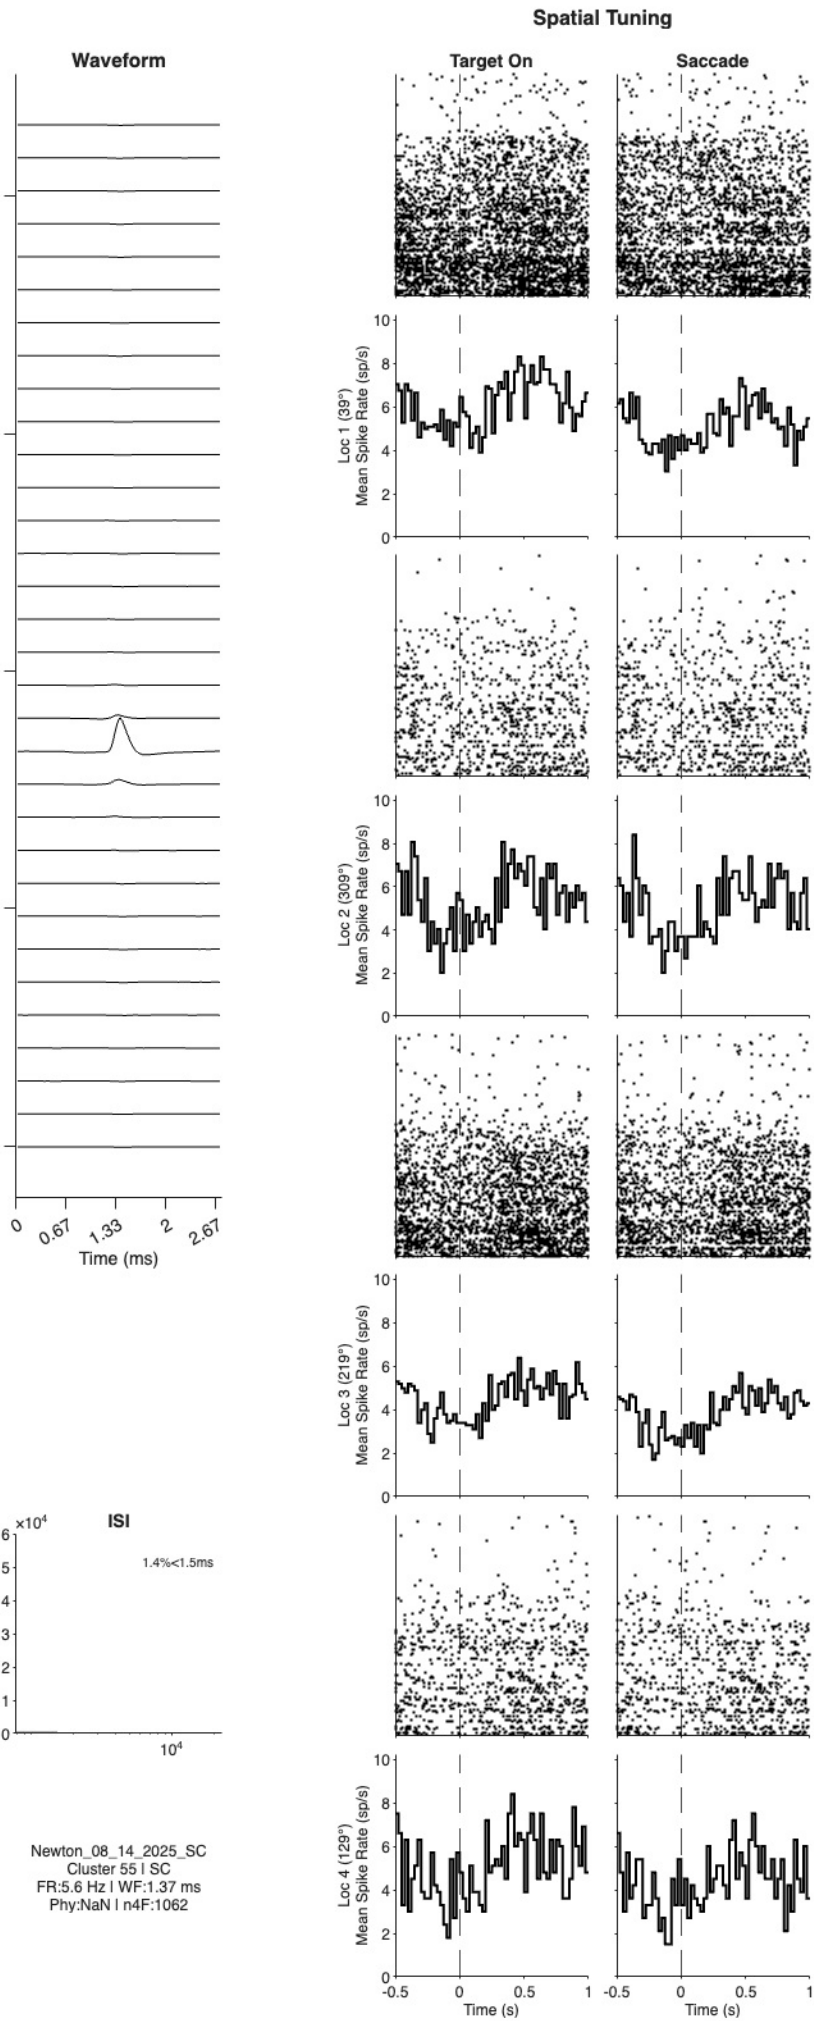 Spatial Tuning
Waveform
Target On
Saccade
10
8
6
4
2
0
Loc 1 (39°)
Mean Spike Rate (sp/s)
10
8
6
4
2
0
Loc 2 (309°)
Mean Spike Rate (sp/s)
0
0.67
1.33
2
2.67
Time (ms)
10
8
6
4
2
0
Loc 3 (219°)
Mean Spike Rate (sp/s)
×10⁴
ISI
1.4%<1.5ms
6
5
4
3
2
1
0
10⁴
10
8
6
4
2
0
Loc 4 (129°)
Mean Spike Rate (sp/s)
-0.5 0 0.5 1
Time (s)
-0.5 0 0.5 1
Time (s)
Newton_08_14_2025_SC
Cluster 55 | SC
FR:5.6 Hz | WF:1.37 ms
Phy:NaN | n4F:1062